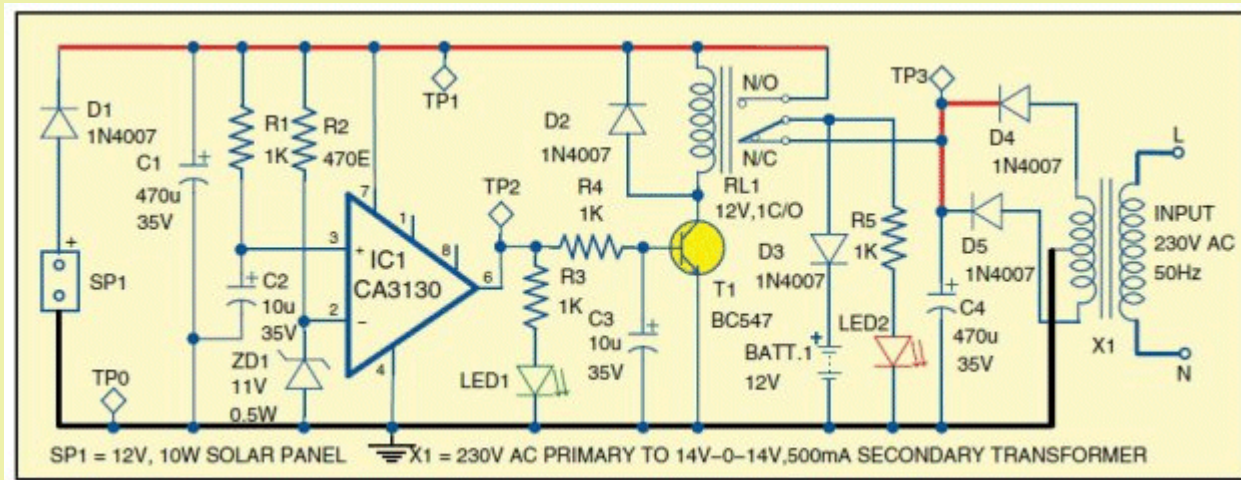 D1
1N4007
C1
470u
35V
+
SP1
TP0
R1
1K
R2
470E
C2
10u
35V
+
ZD1
11V
0.5W
TP1
7
1
3
+
IC1
CA3130
8
6
2
−
4
TP2
R4
1K
R3
1K
LED1
C3
10u
35V
+
D2
1N4007
N/O
N/C
RL1
12V,1C/O
T1
BC547
D3
1N4007
BATT.1
12V
+
R5
1K
LED2
TP3
D4
1N4007
D5
1N4007
C4
470u
35V
+
X1
L
INPUT
230V AC
50Hz
N
SP1 = 12V, 10W SOLAR PANEL
X1 = 230V AC PRIMARY TO 14V−0−14V,500mA SECONDARY TRANSFORMER